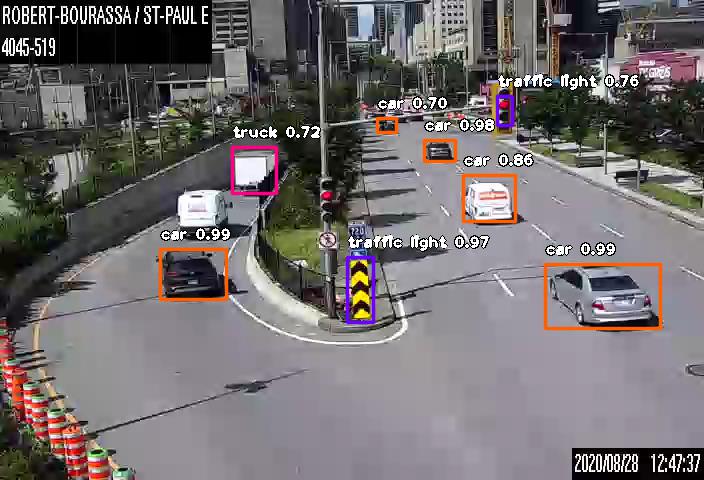 ROBERT-BOURASSA / ST-PAUL E
4045-519
traffic light 0.76
car 0.70
car 0.98
truck 0.72
car 0.86
car 0.99
traffic light 0.97
car 0.99
720
2020/08/28 12:47:37